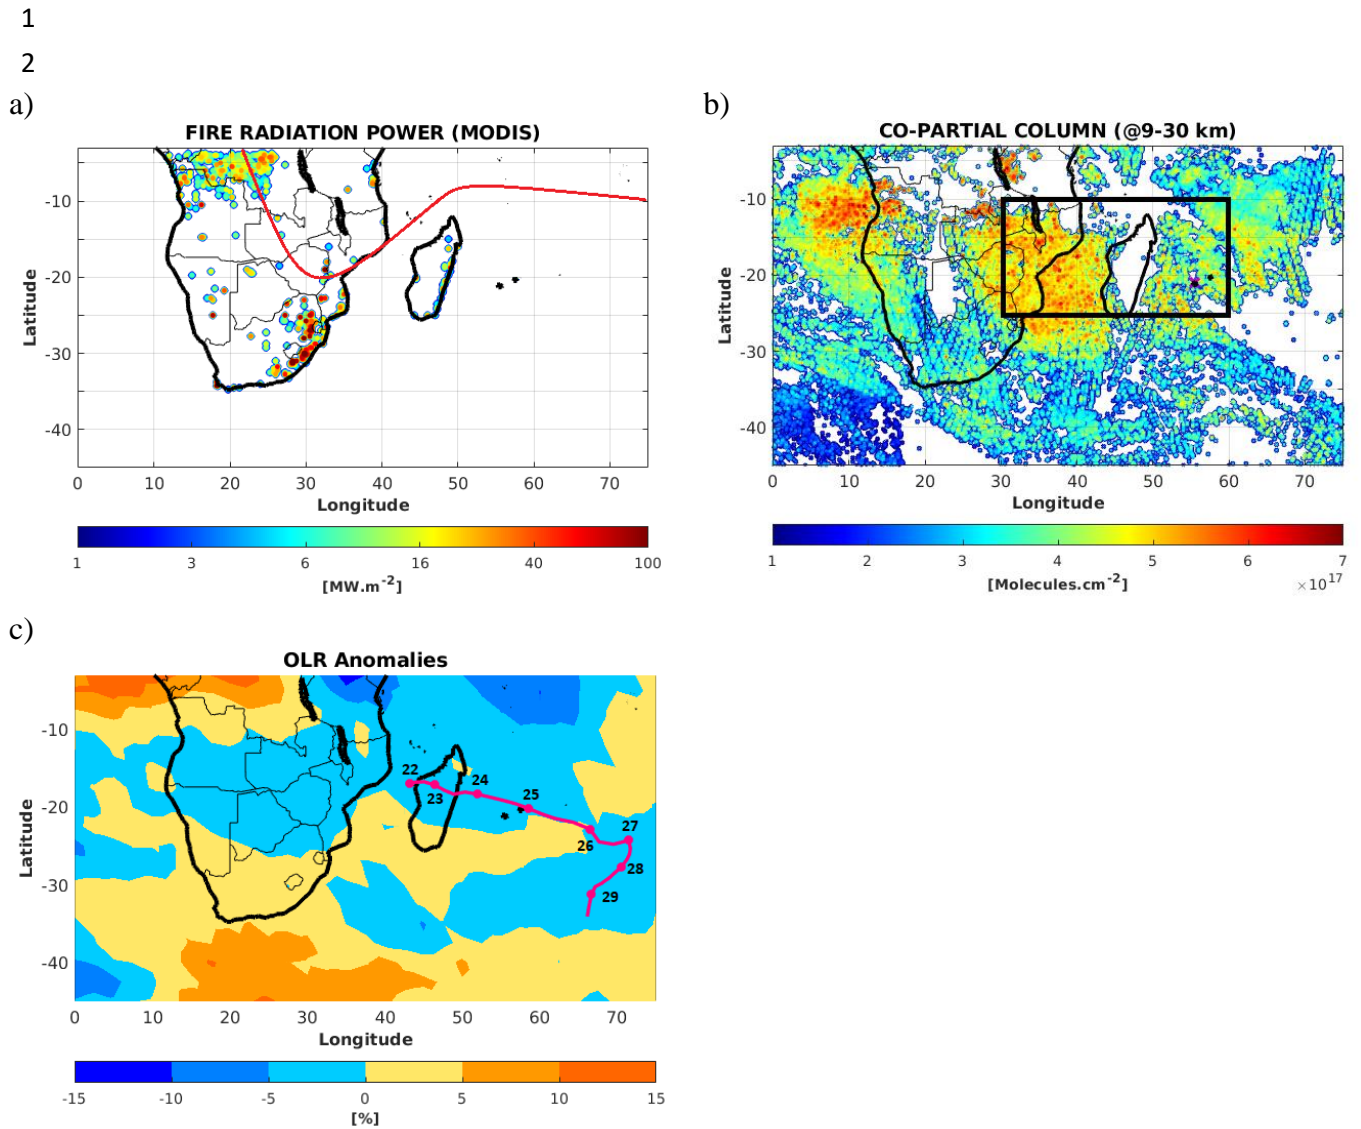 1
2
a)
FIRE RADIATION POWER (MODIS)
-10
-20
-30
-40
Latitude
0 10 20 30 40 50 60 70
Longitude
1 3 6 16 40 100
[MW.m-2]
b)
CO-PARTIAL COLUMN (@9-30 km)
-10
-20
-30
-40
Latitude
0 10 20 30 40 50 60 70
Longitude
1 2 3 4 5 6 7
[Molecules.cm-2] ×10^17
c)
OLR Anomalies
-10
-20
-30
-40
Latitude
22
23
24
25
26
27
28
29
0 10 20 30 40 50 60 70
Longitude
-15 -10 -5 0 5 10 15
[%]